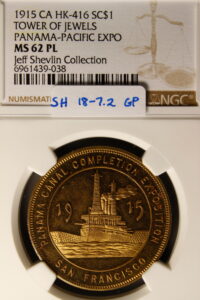 1915 CA HK-416 SC$1
TOWER OF JEWELS
PANAMA-PACIFIC EXPO
MS 62 PL
Jeff Shevlin Collection
6961439-038
NUMISMATIC
NGC
SH 18-7.2 GP
PANAMA CANAL COMPLETION EXPOSITION
19 15
SAN FRANCISCO